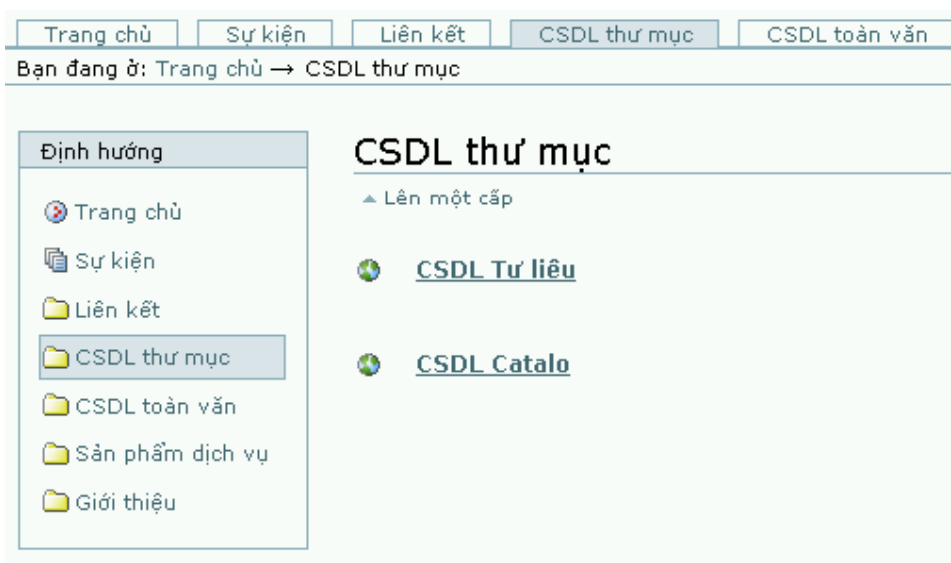 Trang chủ Sự kiện Liên kết CSDL thư mục CSDL toàn văn
Bạn đang ở: Trang chủ → CSDL thư mục
Định hướng
Trang chủ
Sự kiện
Liên kết
CSDL thư mục
CSDL toàn văn
Sản phẩm dịch vụ
Giới thiệu
CSDL thư mục
Lên một cấp
CSDL Tư liêu
CSDL Catalo